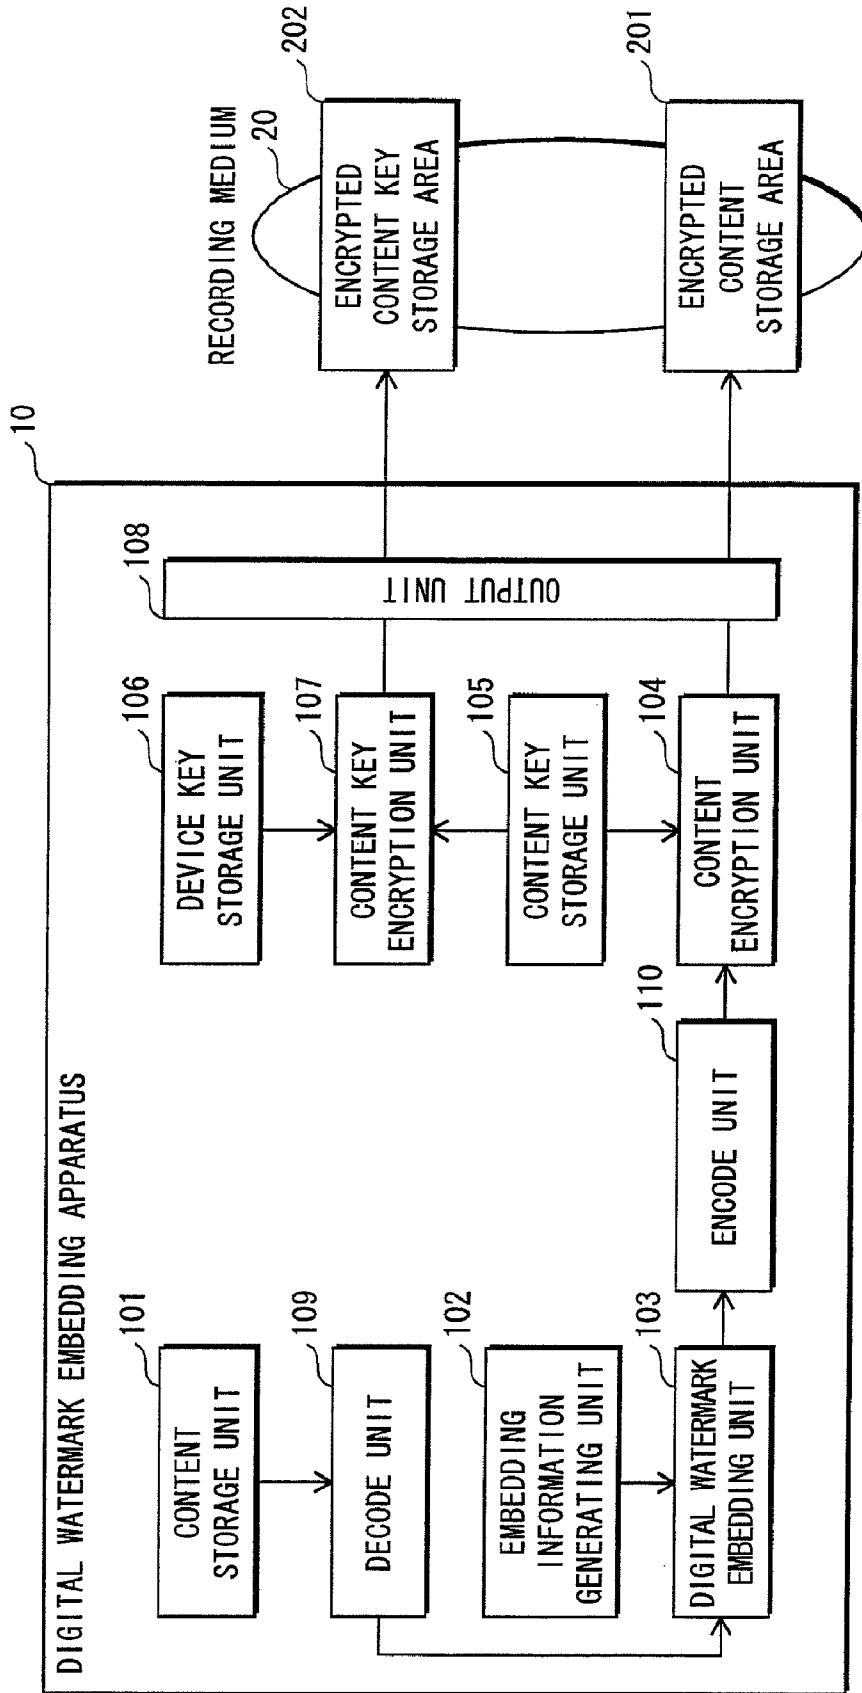 DIGITAL WATERMARK EMBEDDING APPARATUS
10
101
CONTENT
STORAGE UNIT
109
DECODE UNIT
102
EMBEDDING
INFORMATION
GENERATING UNIT
103
DIGITAL WATERMARK
EMBEDDING UNIT
110
ENCODE UNIT
106
DEVICE KEY
STORAGE UNIT
107
CONTENT KEY
ENCRYPTION UNIT
105
CONTENT KEY
STORAGE UNIT
104
CONTENT
ENCRYPTION UNIT
108
OUTPUT UNIT
RECORDING MEDIUM
20
202
ENCRYPTED
CONTENT KEY
STORAGE AREA
201
ENCRYPTED
CONTENT
STORAGE AREA